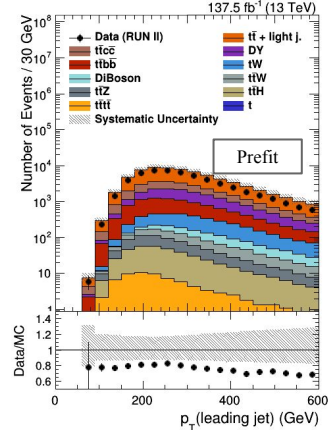 137.5 fb⁻¹ (13 TeV)
Number of Events / 30 GeV
10⁸
10⁷
10⁶
10⁵
10⁴
10³
10²
10
1
Data (RUN II)
tt̄ + light j.
tt̄cc̄
DY
tt̄bb̄
tW
DiBoson
tt̄W
tt̄Z
tt̄H
tt̄tt̄
t
Systematic Uncertainty
Prefit
Data/MC
1.4
1.2
1
0.8
0.6
0 200 400 600
p_T(leading jet) (GeV)